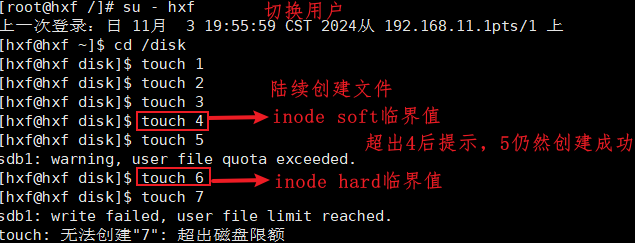 [root@hxf /]# su - hxf 切换用户
上一次登录：日 11月  3 19:55:59 CST 2024从 192.168.11.1pts/1 上
[hxf@hxf ~]$ cd /disk
[hxf@hxf disk]$ touch 1
[hxf@hxf disk]$ touch 2
[hxf@hxf disk]$ touch 3 陆续创建文件
[hxf@hxf disk]$ touch 4 inode soft临界值
[hxf@hxf disk]$ touch 5 超出4后提示，5仍然创建成功
sdb1: warning, user file quota exceeded.
[hxf@hxf disk]$ touch 6 inode hard临界值
[hxf@hxf disk]$ touch 7
sdb1: write failed, user file limit reached.
touch: 无法创建"7": 超出磁盘限额